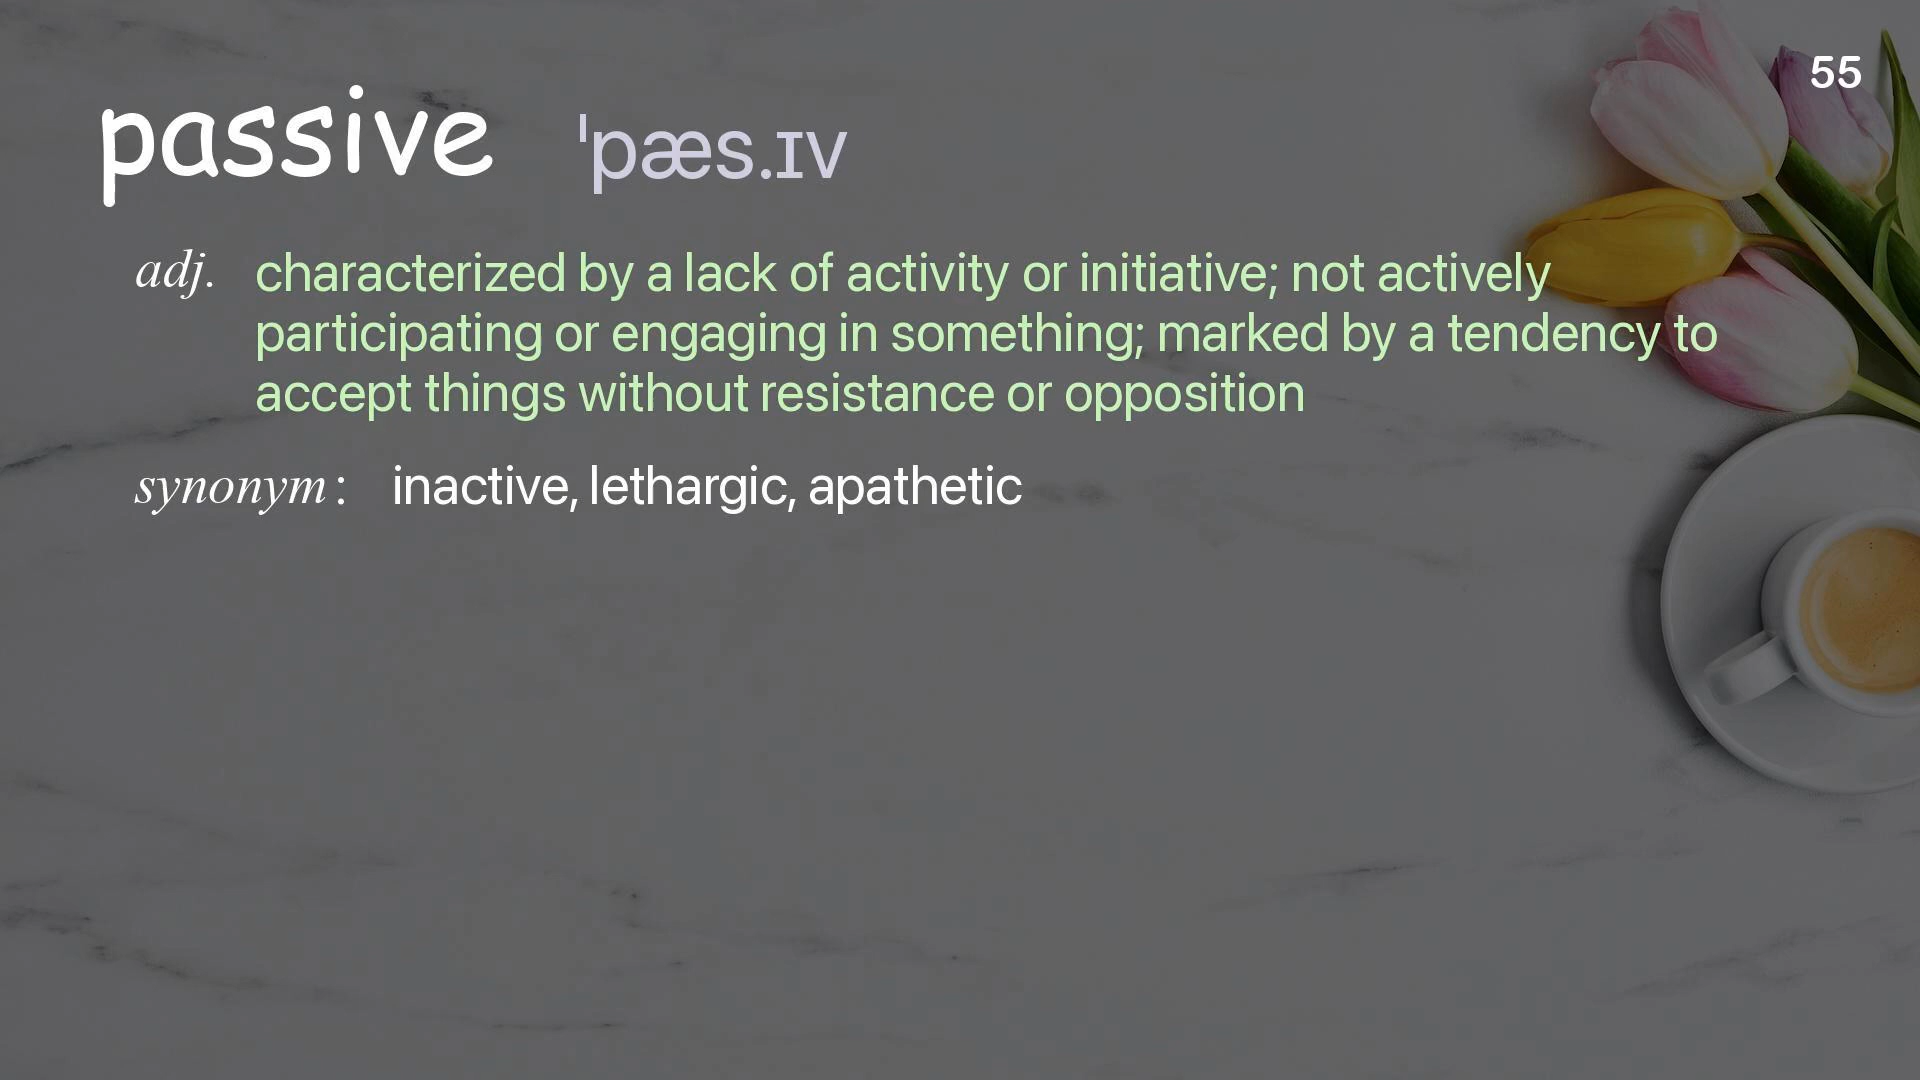 55
passive ˈpæs.ɪv
adj. characterized by a lack of activity or initiative; not actively
participating or engaging in something; marked by a tendency to
accept things without resistance or opposition
synonym: inactive, lethargic, apathetic